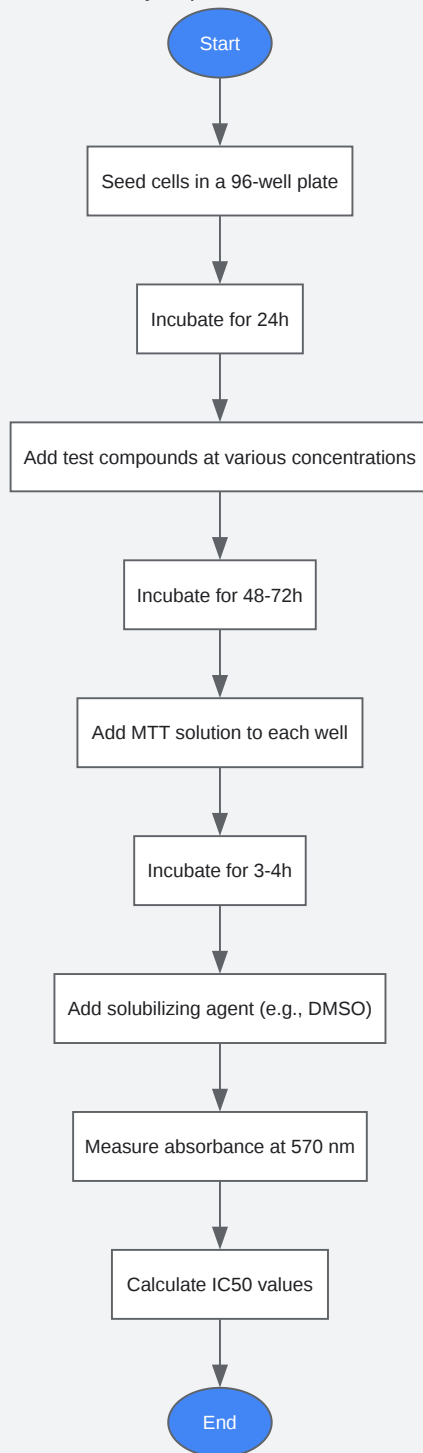 Start
Seed cells in a 96-well plate
Incubate for 24h
Add test compounds at various concentrations
Incubate for 48-72h
Add MTT solution to each well
Incubate for 3-4h
Add solubilizing agent (e.g., DMSO)
Measure absorbance at 570 nm
Calculate IC50 values
End